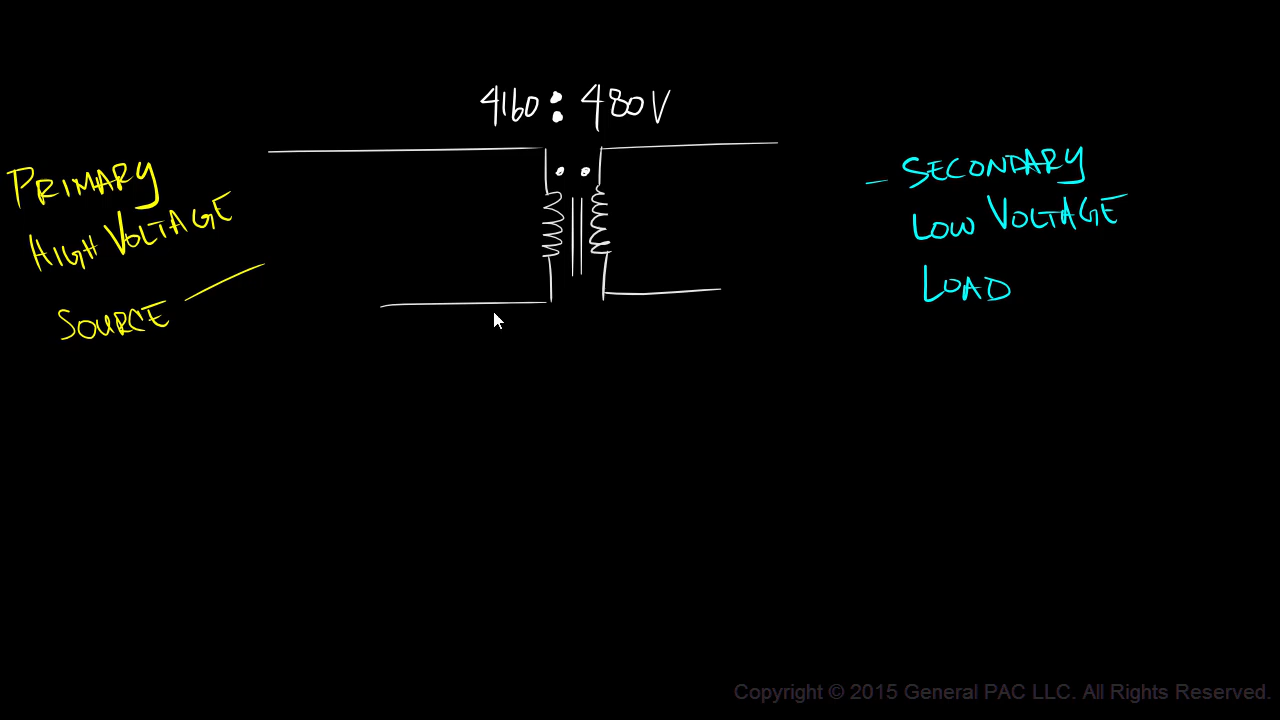 4160 : 480V
PRIMARY
HIGH VOLTAGE
SOURCE
- SECONDARY
LOW VOLTAGE
LOAD
Copyright © 2015 General PAC LLC. All Rights Reserved.